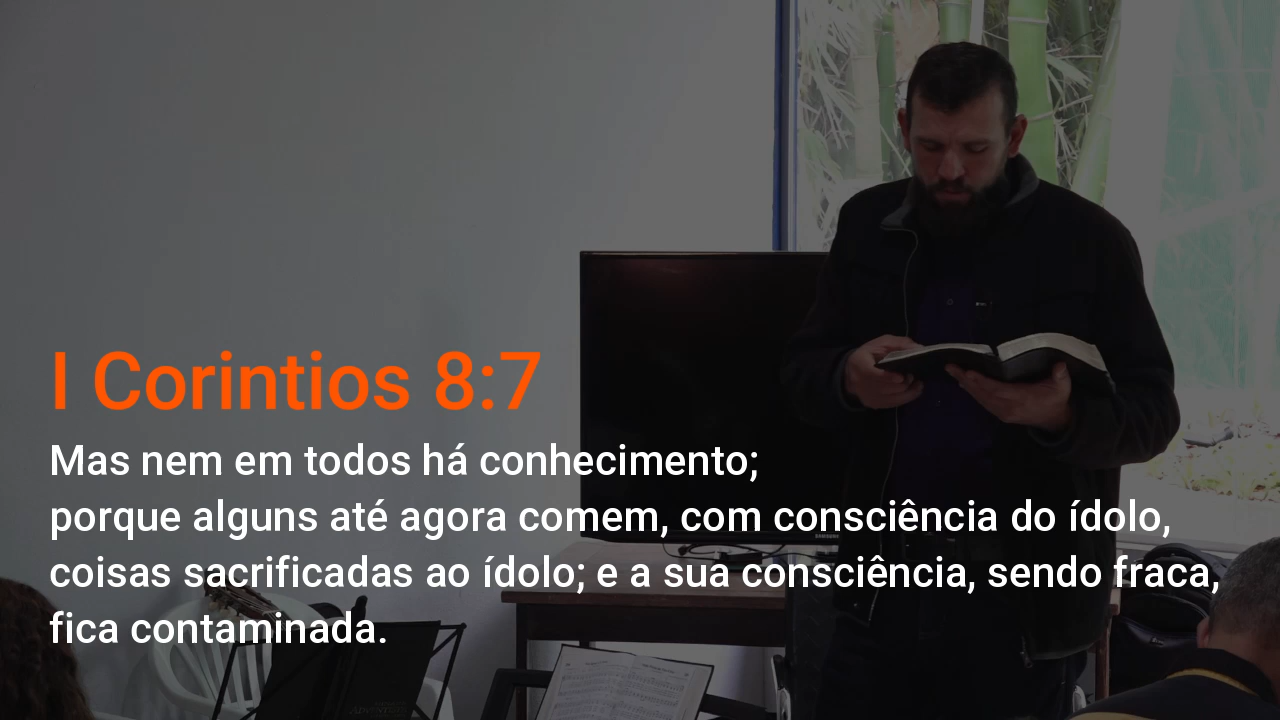 I Corintios 8:7
Mas nem em todos há conhecimento;
porque alguns até agora comem, com consciência do ídolo,
coisas sacrificadas ao ídolo; e a sua consciência, sendo fraca,
fica contaminada.
SAMSUNG